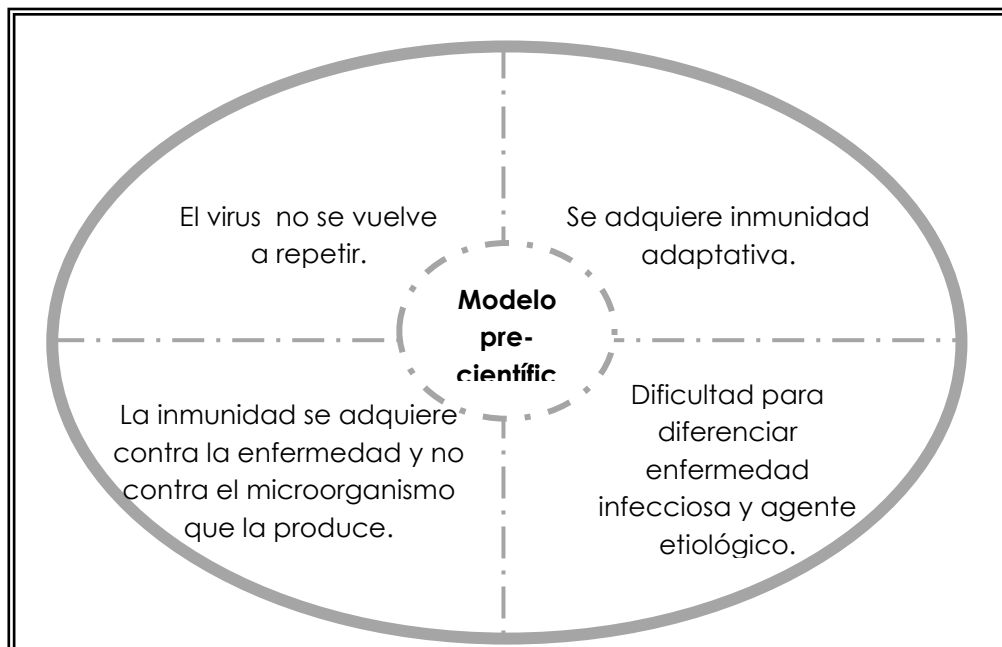 El virus no se vuelve
a repetir.
Se adquiere inmunidad
adaptativa.
Modelo
pre-
científic
La inmunidad se adquiere
contra la enfermedad y no
contra el microorganismo
que la produce.
Dificultad para
diferenciar
enfermedad
infecciosa y agente
etiológico.